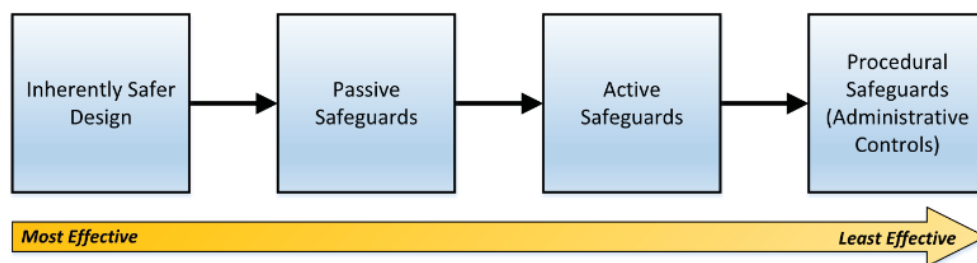 Inherently Safer
Design
Passive
Safeguards
Active
Safeguards
Procedural
Safeguards
(Administrative
Controls)
Most Effective
Least Effective